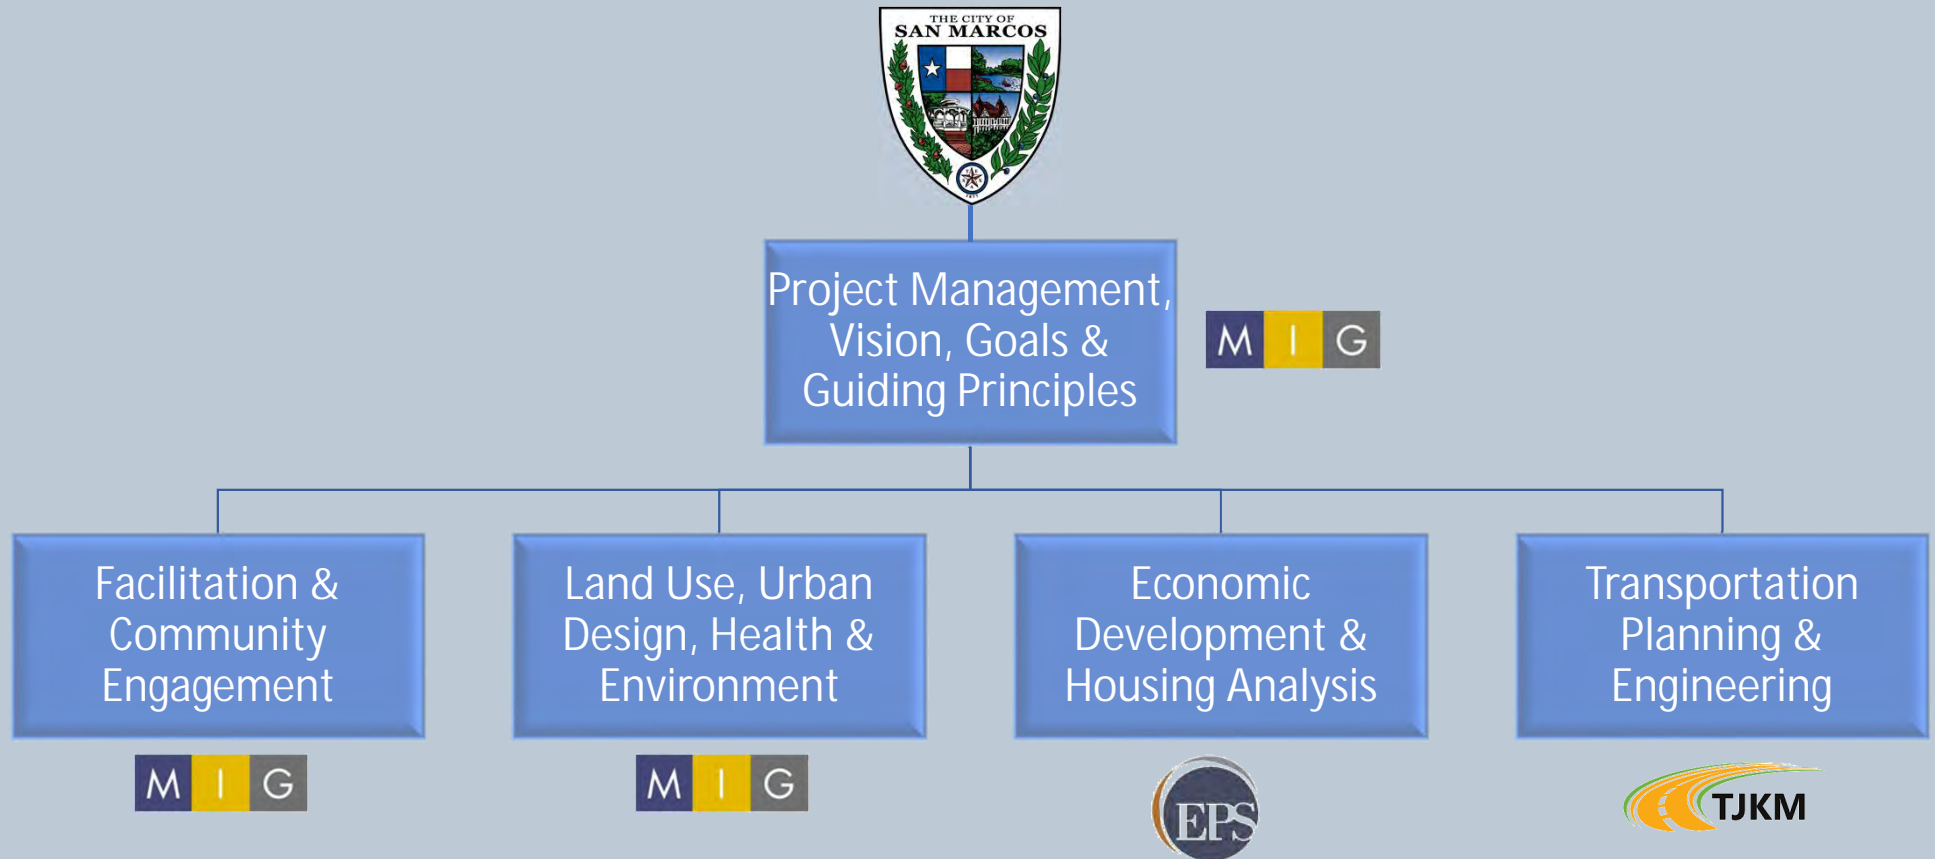 THE CITY OF
SAN MARCOS
Project Management,
Vision, Goals &
Guiding Principles
M I G
Facilitation &
Community
Engagement
M I G
Land Use, Urban
Design, Health &
Environment
M I G
Economic
Development &
Housing Analysis
EPS
Transportation
Planning &
Engineering
TJKM